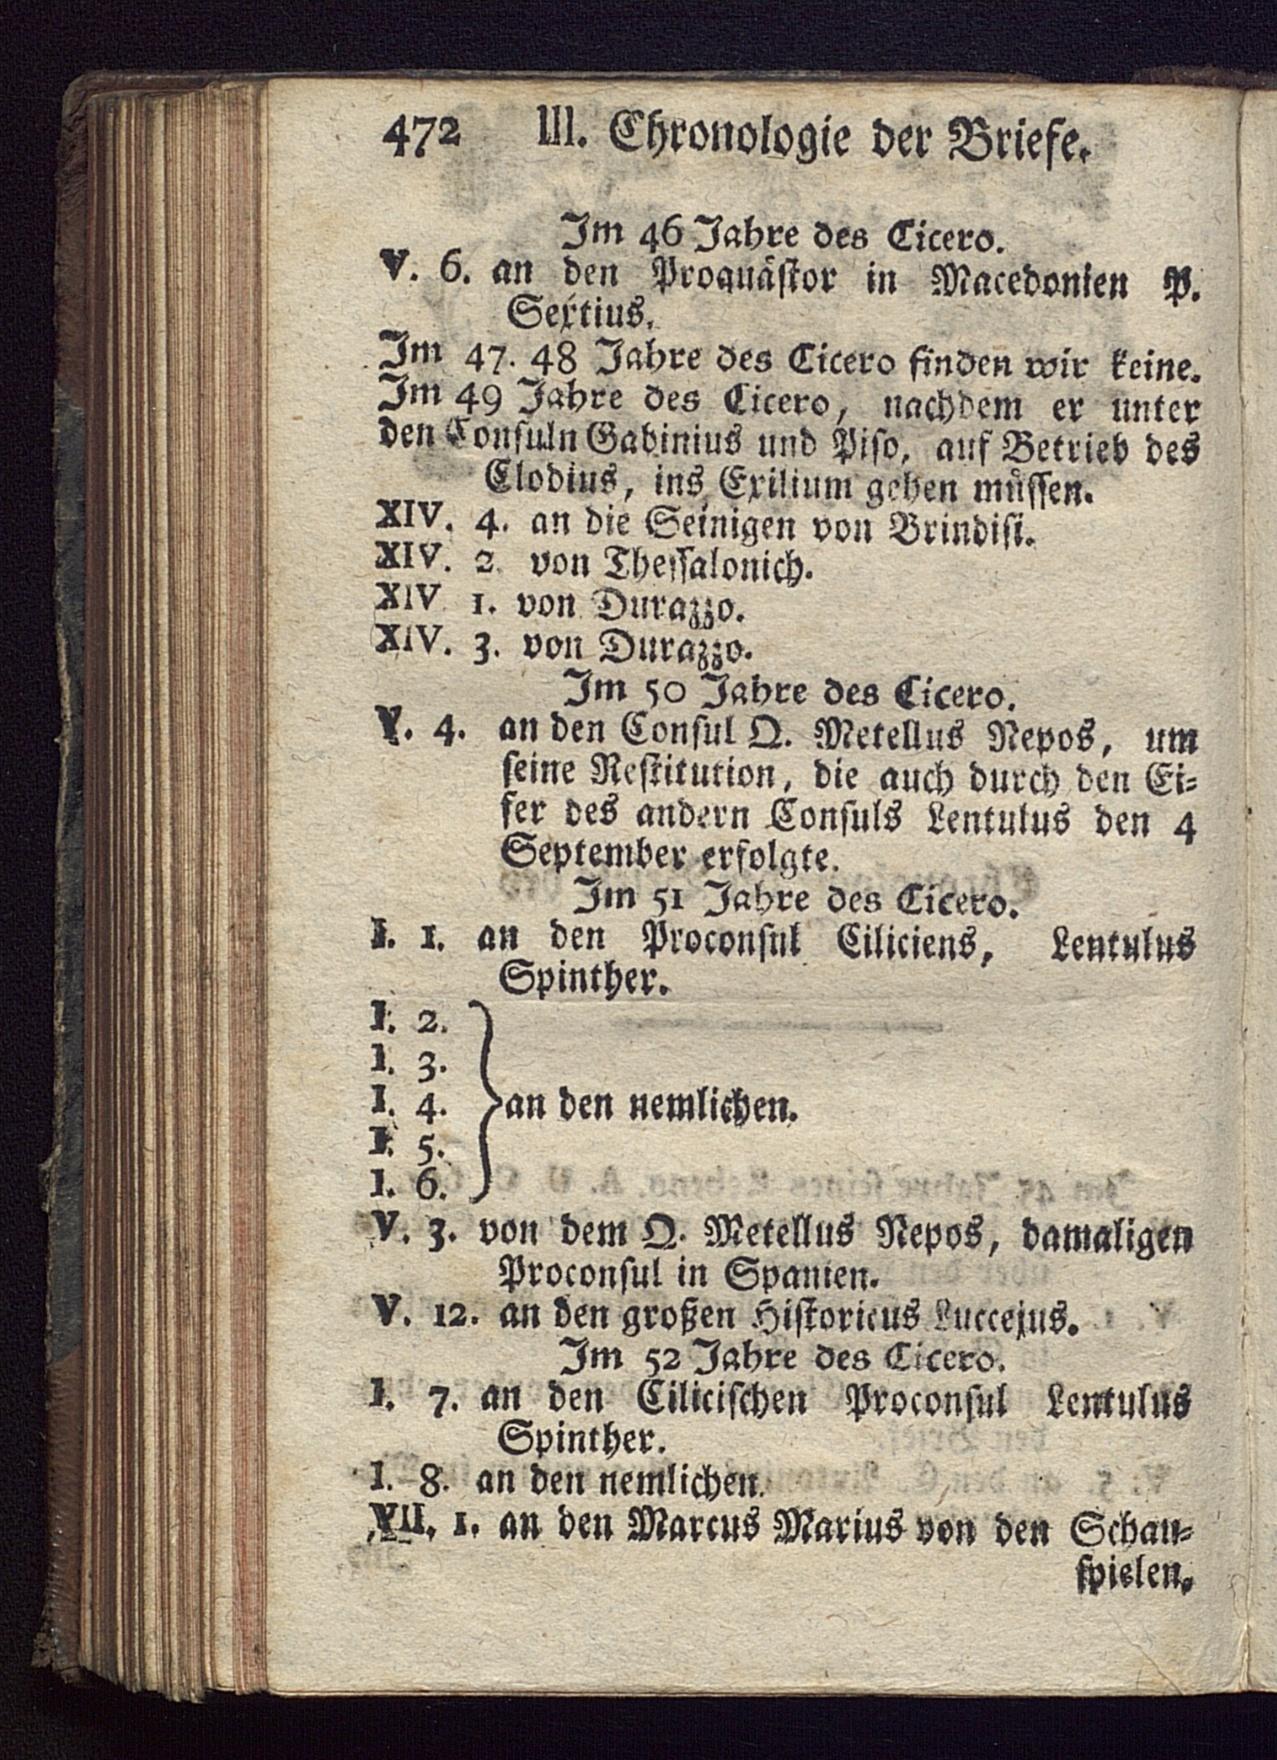 472 III. Chronologie der Briefe.
Im 46 Jahre des Cicero.
V. 6. an den Proquästor in Macedonien P.
Sextius.
Im 47. 48 Jahre des Cicero finden wir keine.
Im 49 Jahre des Cicero, nachdem er unter
den Consuln Gabinius und Piso, auf Betrieb des
Clodius, ins Exilium gehen müssen.
XIV. 4. an die Seinigen von Brindisi.
XIV. 2. von Thessalonich.
XIV 1. von Durazzo.
XIV. 3. von Durazzo.
Im 50 Jahre des Cicero.
V. 4. an den Consul Q. Metellus Nepos, um
seine Restitution, die auch durch den Ei=
fer des andern Consuls Lentulus den 4
September erfolgte.
Im 51 Jahre des Cicero.
I. 1. an den Proconsul Ciliciens, Lentulus
Spinther.
I. 2.
I. 3.
I. 4. an den nemlichen.
I. 5.
I. 6.
V. 3. von dem Q. Metellus Nepos, damaligen
Proconsul in Spanien.
V. 12. an den großen Historicus Luccejus.
Im 52 Jahre des Cicero.
I. 7. an den Cilicischen Proconsul Lentulus
Spinther.
I. 8. an den nemlichen.
VII. 1. an den Marcus Marius von den Schau=
spielen.